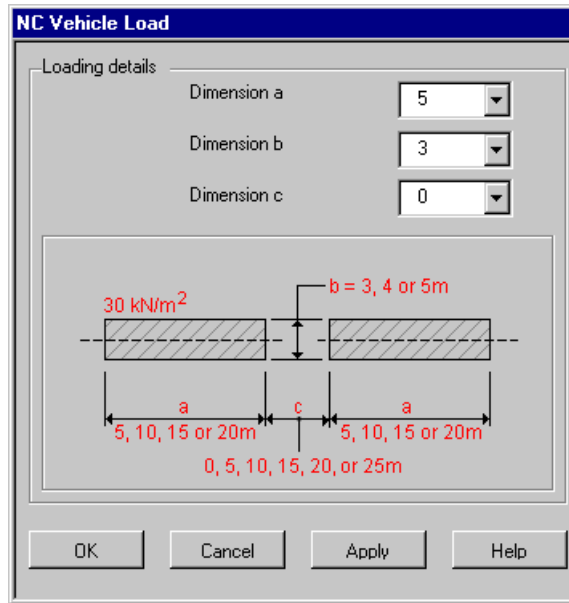 NC Vehicle Load
Loading details
Dimension a 5
Dimension b 3
Dimension c 0
b = 3, 4 or 5m
30 kN/m²
a c a
5, 10, 15 or 20m 5, 10, 15 or 20m
0, 5, 10, 15, 20, or 25m
OK Cancel Apply Help